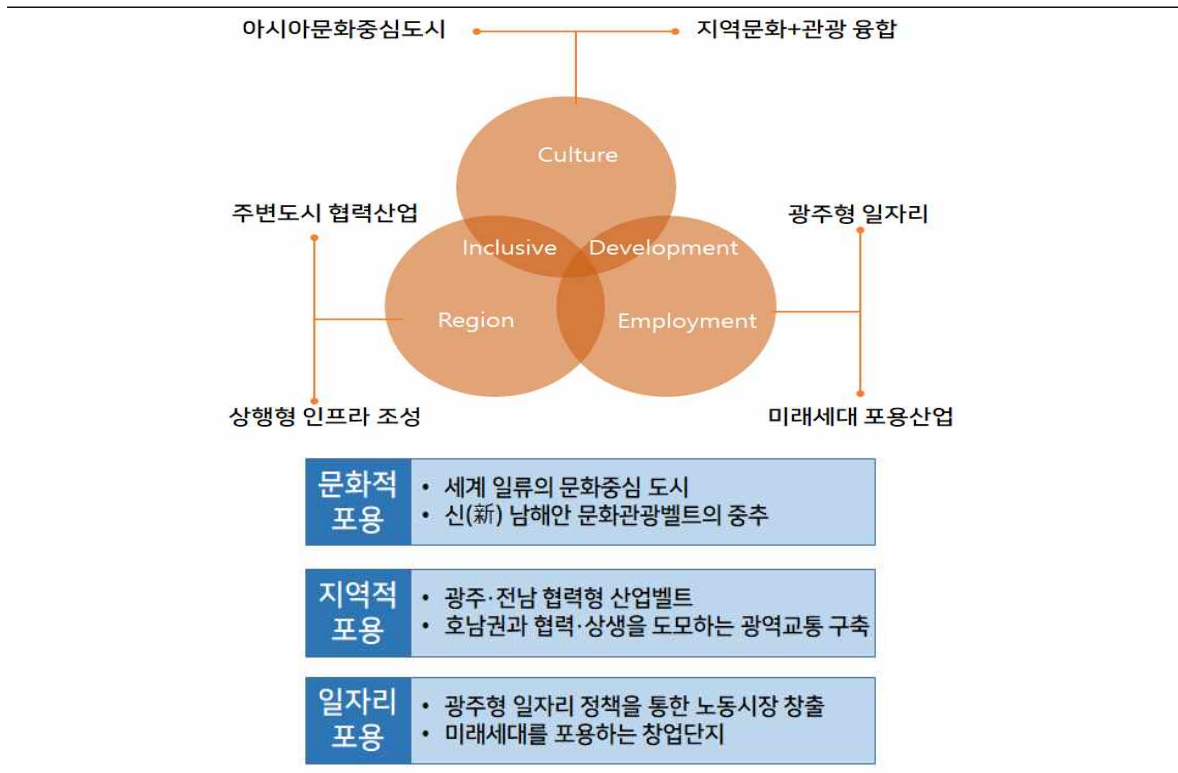 아시아문화중심도시 지역문화+관광 융합
Culture
주변도시 협력산업 광주형 일자리
Inclusive Development
Region Employment
상행형 인프라 조성 미래세대 포용산업
문화적
포용
• 세계 일류의 문화중심 도시
• 신(新) 남해안 문화관광벨트의 중추
지역적
포용
• 광주·전남 협력형 산업벨트
• 호남권과 협력·상생을 도모하는 광역교통 구축
일자리
포용
• 광주형 일자리 정책을 통한 노동시장 창출
• 미래세대를 포용하는 창업단지